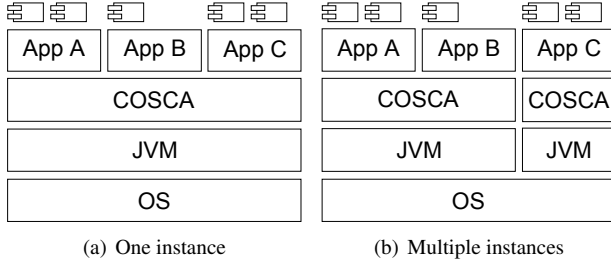 App A App B App C App A App B App C
COSCA COSCA COSCA
JVM JVM JVM
OS OS
(a) One instance (b) Multiple instances